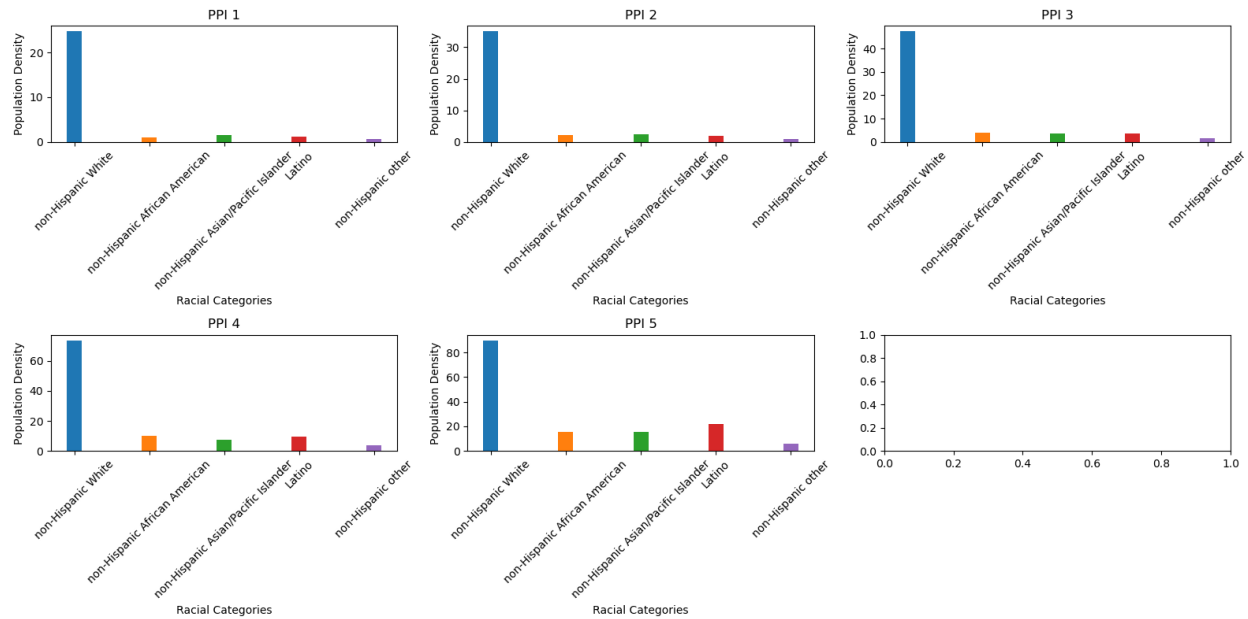 PPI 1
Population Density
20
10
0
non-Hispanic White
non-Hispanic African American
non-Hispanic Asian/Pacific Islander
Latino
non-Hispanic other
Racial Categories
PPI 2
Population Density
30
20
10
0
non-Hispanic White
non-Hispanic African American
non-Hispanic Asian/Pacific Islander
Latino
non-Hispanic other
Racial Categories
PPI 3
Population Density
40
30
20
10
0
non-Hispanic White
non-Hispanic African American
non-Hispanic Asian/Pacific Islander
Latino
non-Hispanic other
Racial Categories
PPI 4
Population Density
60
40
20
0
non-Hispanic White
non-Hispanic African American
non-Hispanic Asian/Pacific Islander
Latino
non-Hispanic other
Racial Categories
PPI 5
Population Density
80
60
40
20
0
non-Hispanic White
non-Hispanic African American
non-Hispanic Asian/Pacific Islander
Latino
non-Hispanic other
Racial Categories
1.0
0.8
0.6
0.4
0.2
0.0
0.0 0.2 0.4 0.6 0.8 1.0